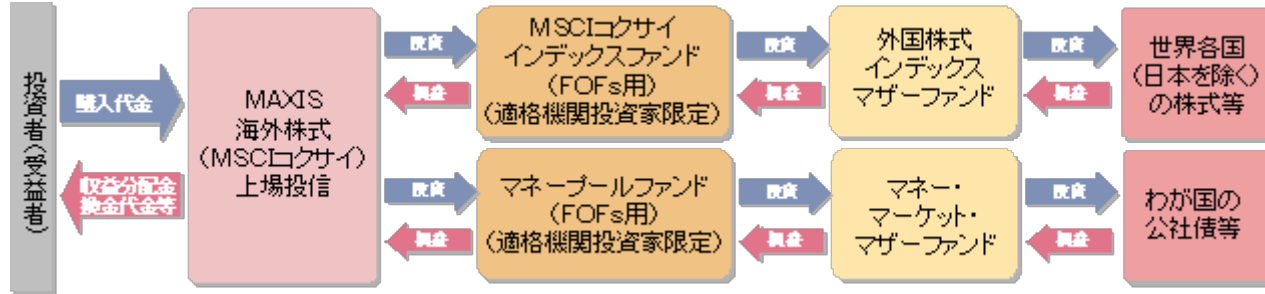 投資者(受益者)
購入代金
収益分配金
換金代金等
MAXIS
海外株式
(MSCIコクサイ)
上場投信
投資
損益
MSCIコクサイ
インデックスファンド
(FOFs用)
(適格機関投資家限定)
投資
損益
外国株式
インデックス
マザーファンド
投資
損益
世界各国
(日本を除く)
の株式等
投資
損益
マネープールファンド
(FOFs用)
(適格機関投資家限定)
投資
損益
マネー・
マーケット・
マザーファンド
投資
損益
わが国の
公社債等